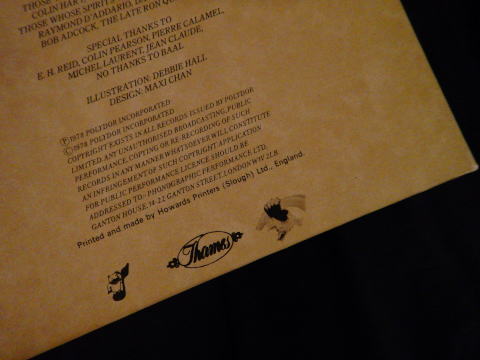 THOSE
COLIN HART
THOSE WHOSE SPIRIT
RAYMOND D'ADDARIO,
BOB ADCOCK, THE LATE RON
SPECIAL THANKS TO
E. H. REID, COLIN PEARSON, PIERRE CALAMEL,
MICHEL LAURENT, JEAN CLAUDE,
NO THANKS TO BAAL
ILLUSTRATION: DEBBIE HALL
DESIGN: MAXI CHAN
Ⓟ1978 POLYDOR INCORPORATED
©1978 POLYDOR INCORPORATED
COPYRIGHT EXISTS IN ALL RECORDS ISSUED BY POLYDOR
LIMITED. ANY UNAUTHORISED BROADCASTING, PUBLIC
PERFORMANCE, COPYING OR RE-RECORDING OF SUCH
RECORDS IN ANY MANNER WHATSOEVER WILL CONSTITUTE
AN INFRINGEMENT OF SUCH COPYRIGHT APPLICATION
FOR PUBLIC PERFORMANCE LICENCE SHOULD BE
ADDRESSED TO:- PHONOGRAPHIC PERFORMANCE LTD,
GANTON HOUSE, 14-22 GANTON STREET, LONDON W1V 2LB
Printed and made by Howards Printers (Slough) Ltd., England.
Thames